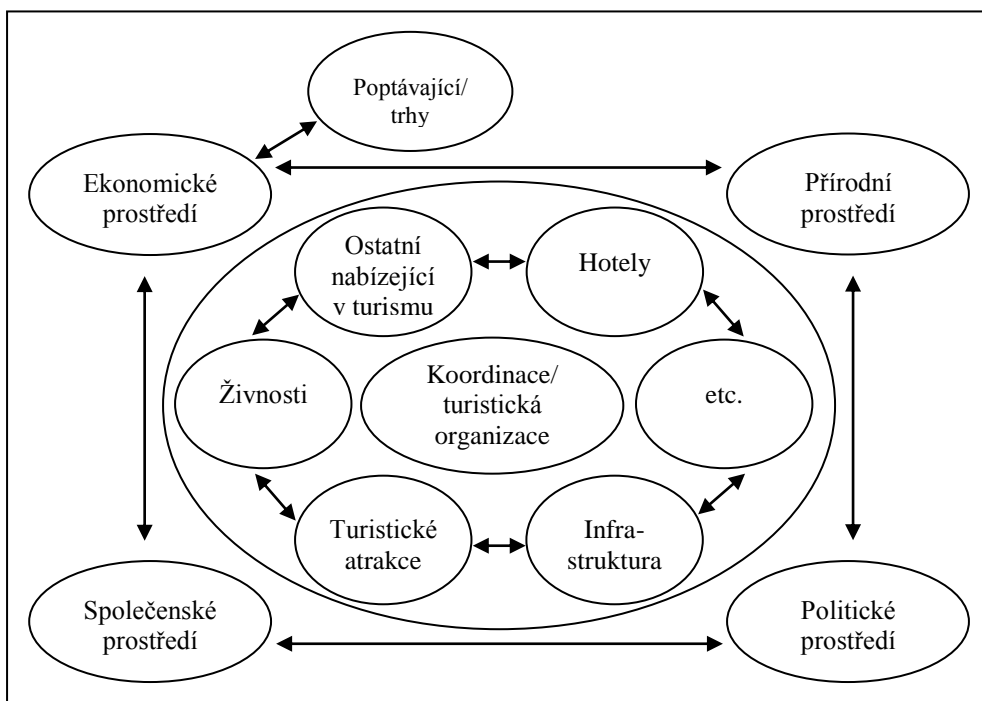 Poptávající/
trhy
Ekonomické
prostředí
Přírodní
prostředí
Ostatní
nabízející
v turismu
Hotely
Živnosti
Koordinace/
turistická
organizace
etc.
Turistické
atrakce
Infra-
struktura
Společenské
prostředí
Politické
prostředí